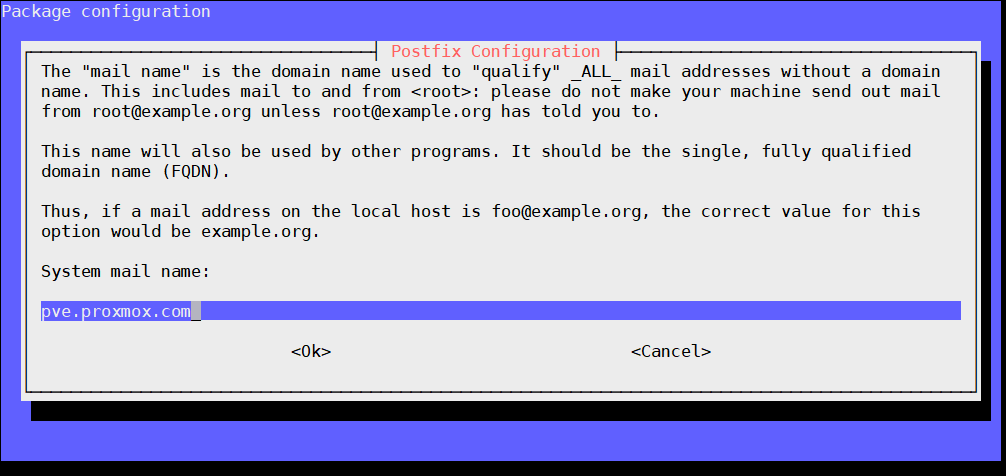 Package configuration
Postfix Configuration
The "mail name" is the domain name used to "qualify" _ALL_ mail addresses without a domain
name. This includes mail to and from <root>: please do not make your machine send out mail
from root@example.org unless root@example.org has told you to.
This name will also be used by other programs. It should be the single, fully qualified
domain name (FQDN).
Thus, if a mail address on the local host is foo@example.org, the correct value for this
option would be example.org.
System mail name:
pve.proxmox.com
<Ok> <Cancel>